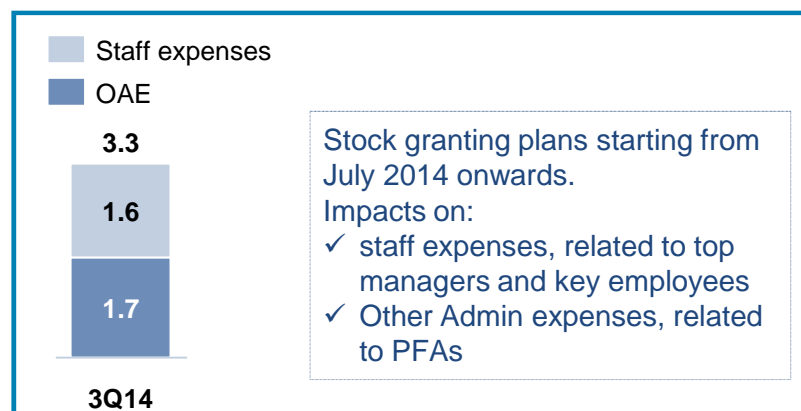 Staff expenses
OAE
3.3
1.6
1.7
3Q14
Stock granting plans starting from
July 2014 onwards.
Impacts on:
✓ staff expenses, related to top
managers and key employees
✓ Other Admin expenses, related
to PFAs